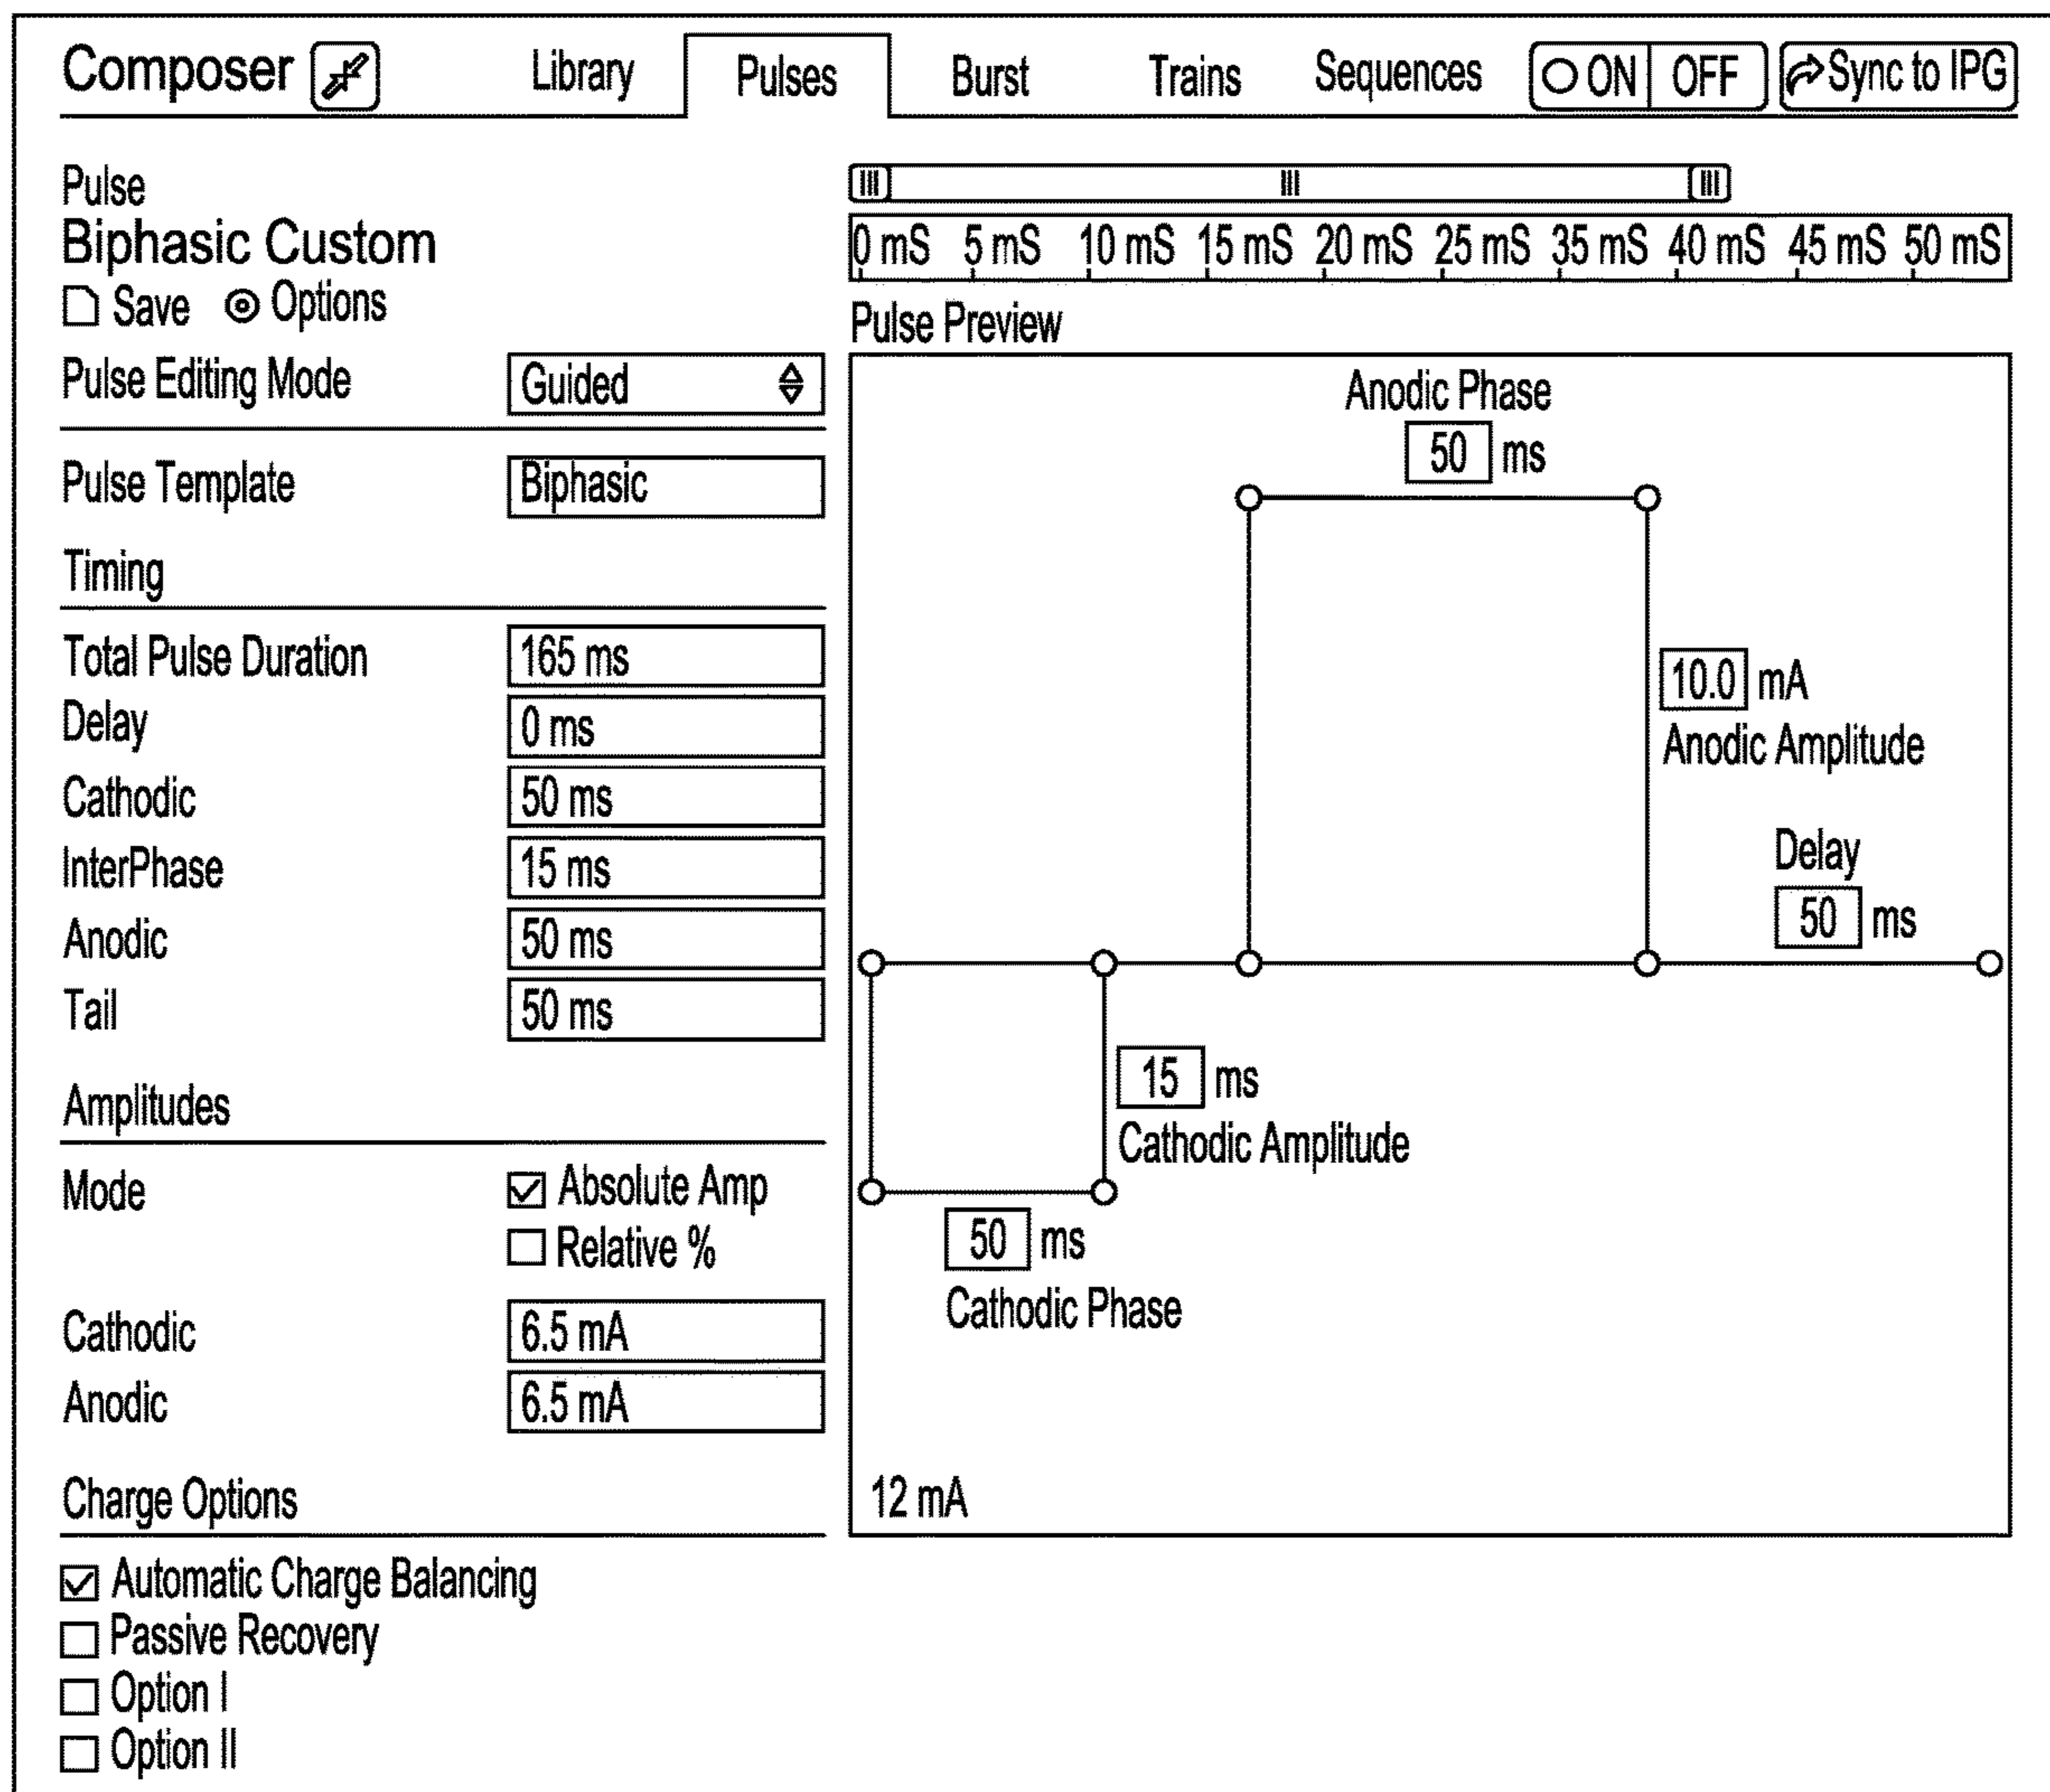 Composer Library Pulses Burst Trains Sequences ON OFF Sync to IPG
Pulse
Biphasic Custom
Save Options
Pulse Editing Mode Guided
Pulse Template Biphasic
Timing
Total Pulse Duration 165 ms
Delay 0 ms
Cathodic 50 ms
InterPhase 15 ms
Anodic 50 ms
Tail 50 ms
Amplitudes
Mode Absolute Amp
Relative %
Cathodic 6.5 mA
Anodic 6.5 mA
Charge Options
Automatic Charge Balancing
Passive Recovery
Option I
Option II
0 mS 5 mS 10 mS 15 mS 20 mS 25 mS 35 mS 40 mS 45 mS 50 mS
Pulse Preview
Anodic Phase
50 ms
10.0 mA
Anodic Amplitude
Delay
50 ms
15 ms
Cathodic Amplitude
50 ms
Cathodic Phase
12 mA